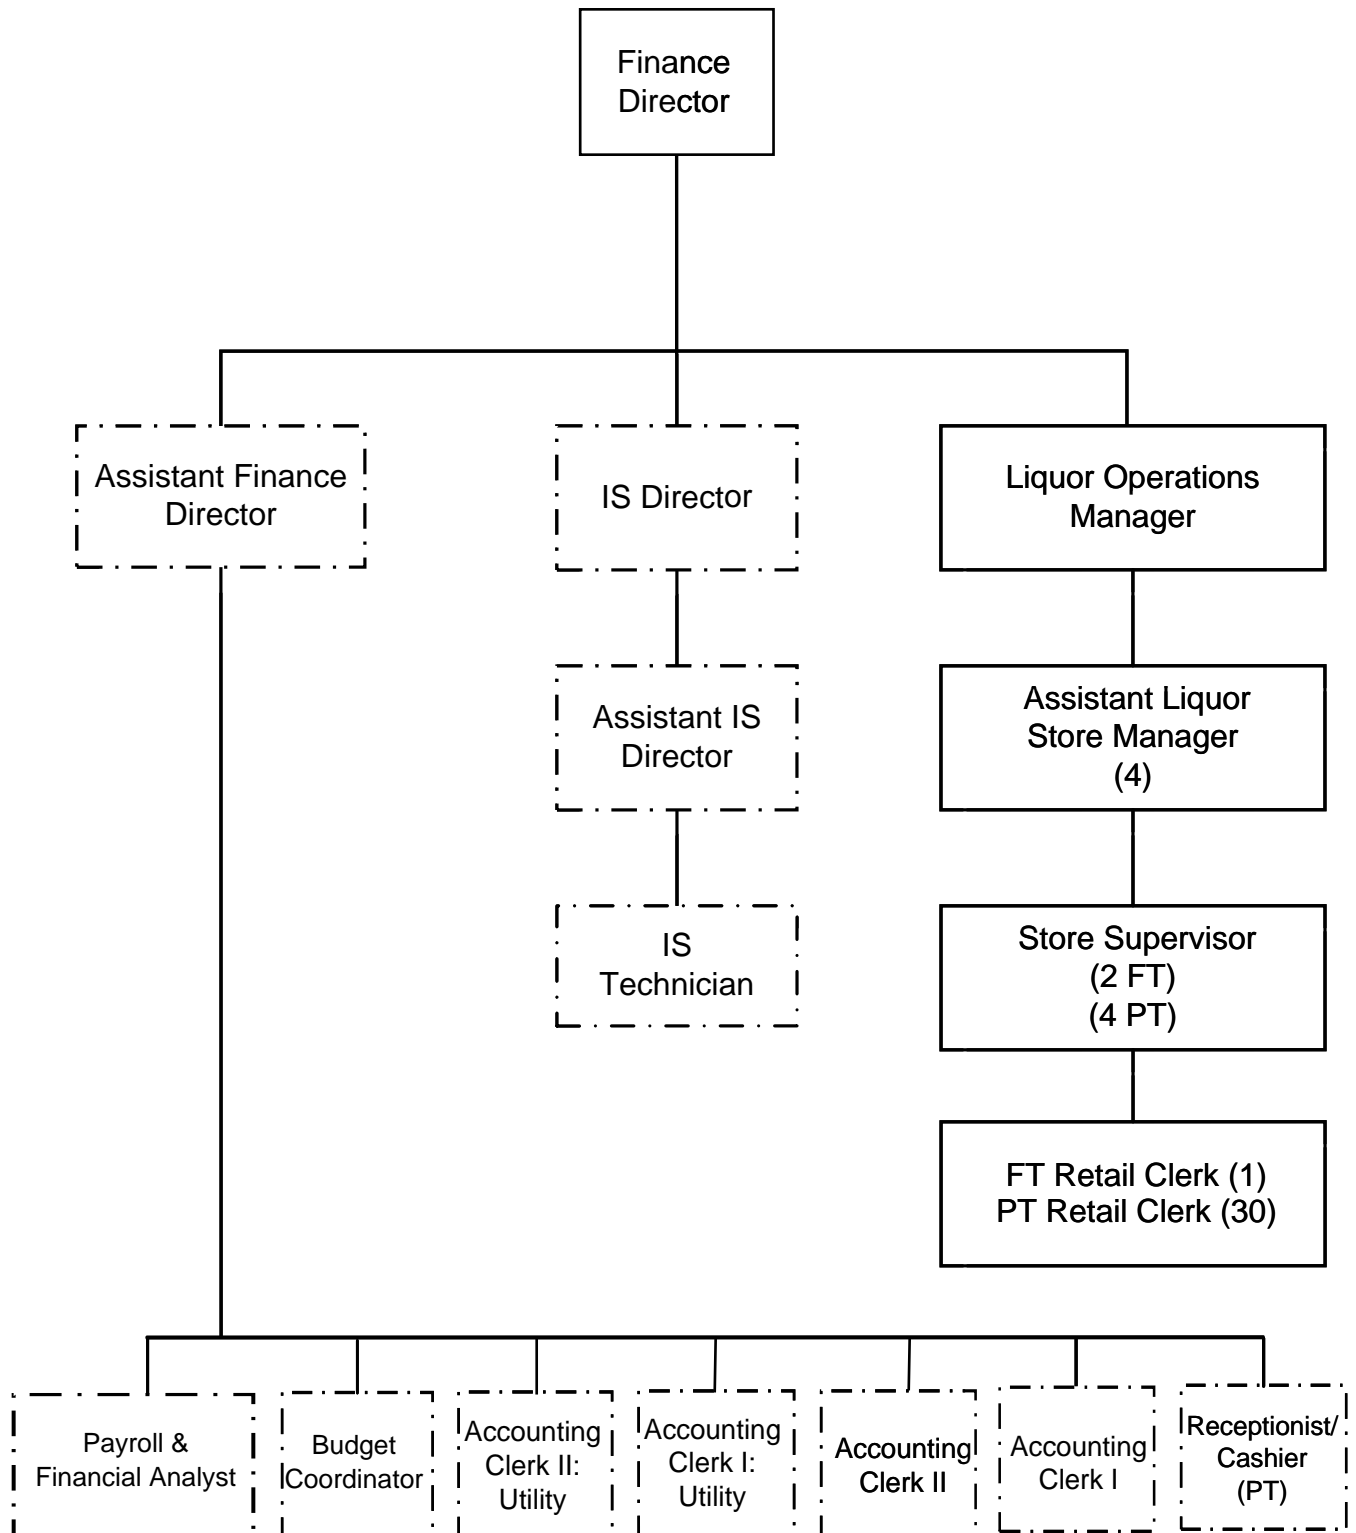 Finance
Director
Assistant Finance
Director
IS Director
Liquor Operations
Manager
Assistant IS
Director
Assistant Liquor
Store Manager
(4)
IS
Technician
Store Supervisor
(2 FT)
(4 PT)
FT Retail Clerk (1)
PT Retail Clerk (30)
Payroll &
Financial Analyst
Budget
Coordinator
Accounting
Clerk II:
Utility
Accounting
Clerk I:
Utility
Accounting
Clerk II
Accounting
Clerk I
Receptionist/
Cashier
(PT)